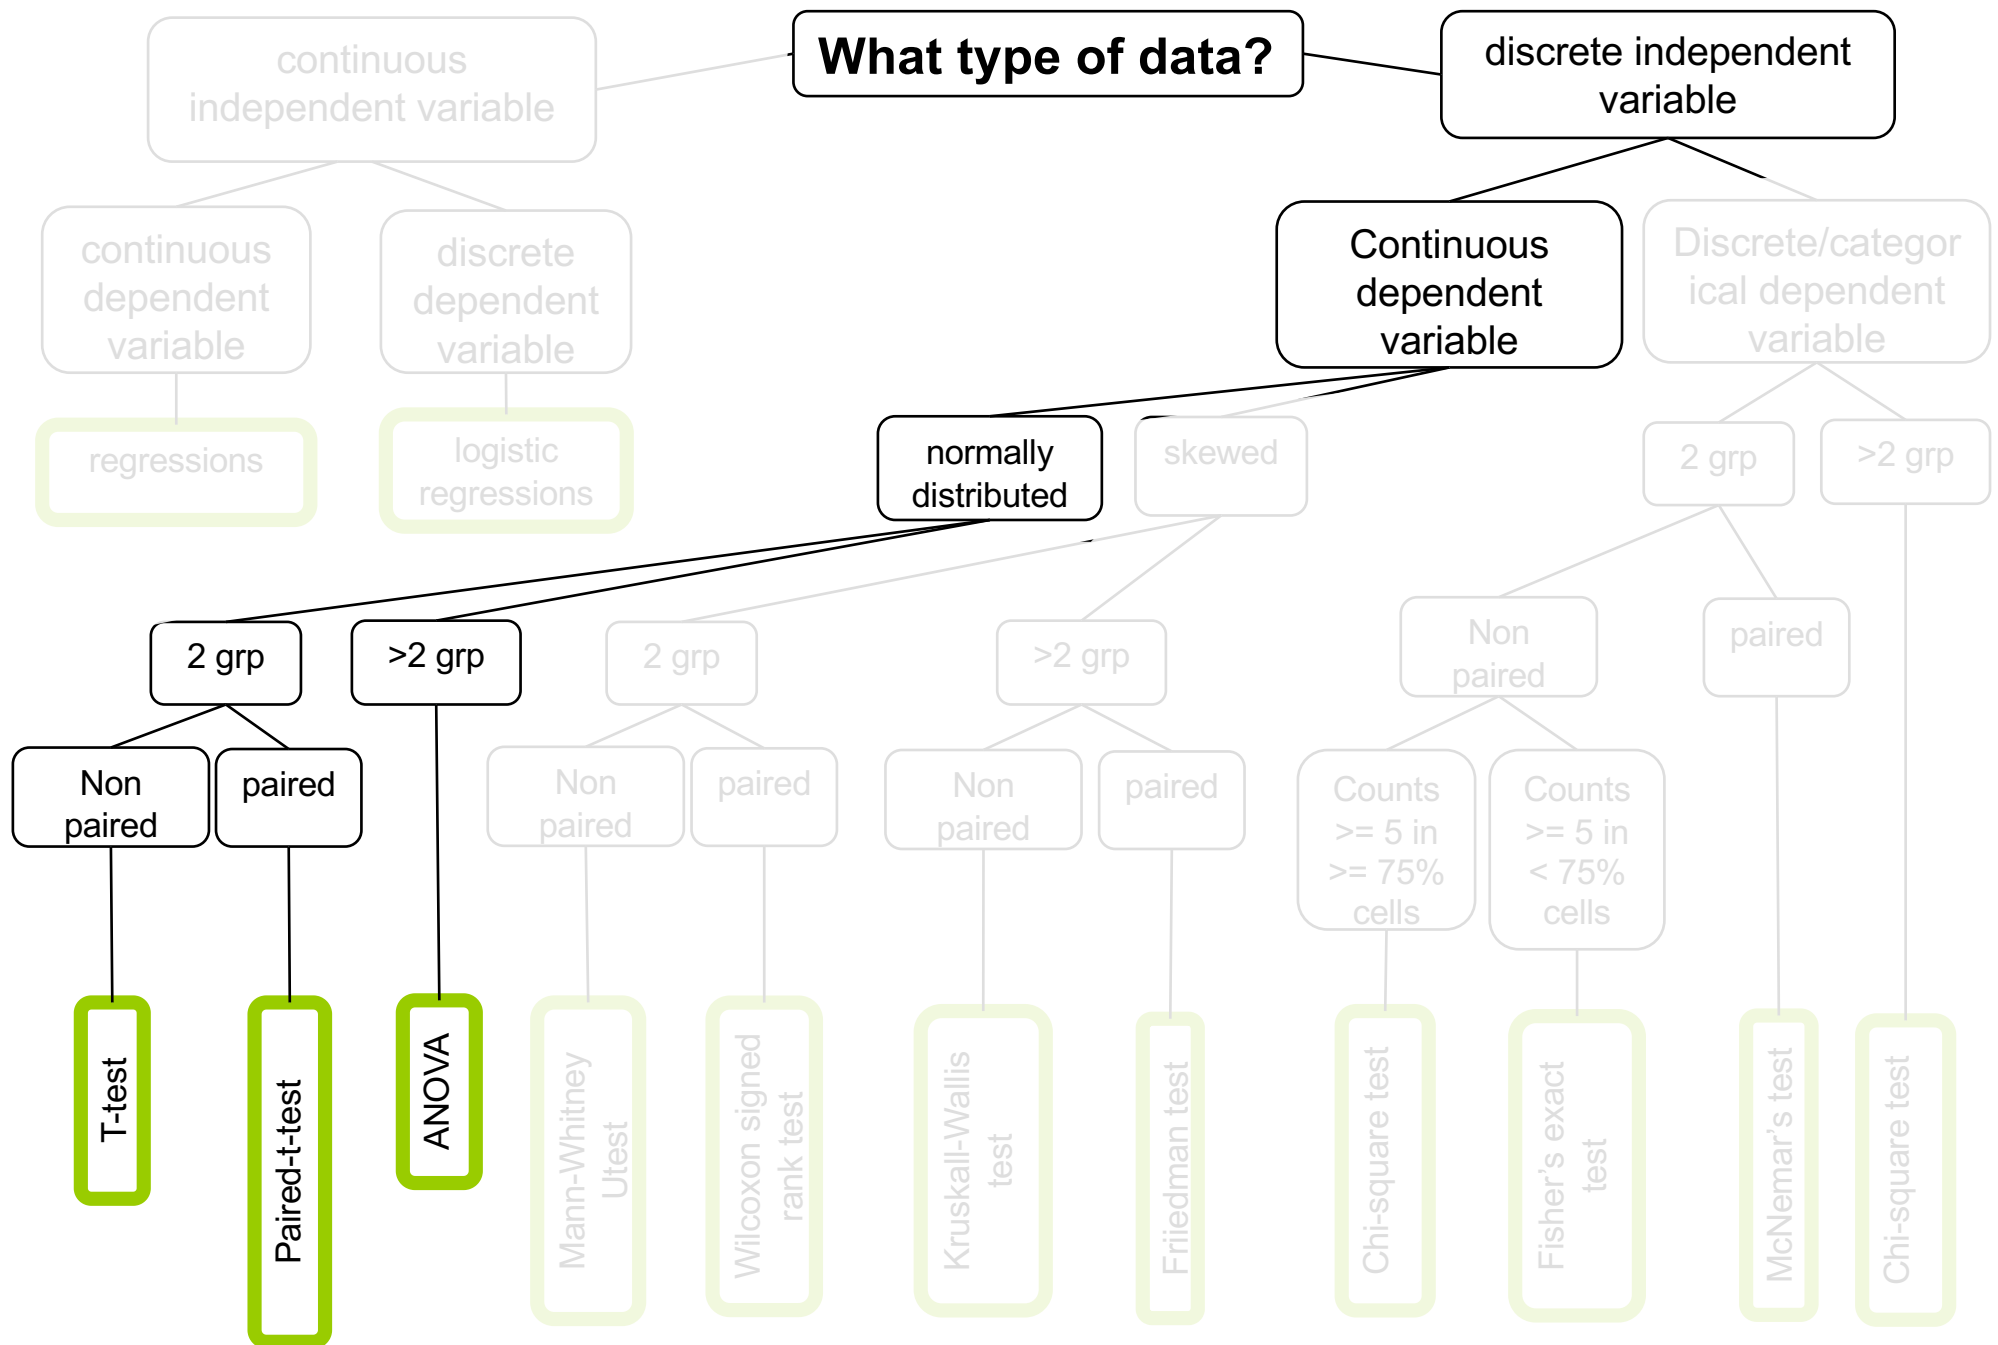 What type of data?
continuous
independent variable
discrete independent
variable
continuous
dependent
variable
discrete
dependent
variable
Continuous
dependent
variable
Discrete/categor
ical dependent
variable
regressions
logistic
regressions
normally
distributed
skewed
2 grp
>2 grp
2 grp
>2 grp
2 grp
>2 grp
Non
paired
paired
Non
paired
paired
Non
paired
paired
Non
paired
paired
Counts
>= 5 in
>= 75%
cells
Counts
>= 5 in
< 75%
cells
T-test
Paired-t-test
ANOVA
Mann-Whitney
Utest
Wilcoxon signed
rank test
Kruskall-Wallis
test
Friiedman test
Chi-square test
Fisher's exact
test
McNemar's test
Chi-square test